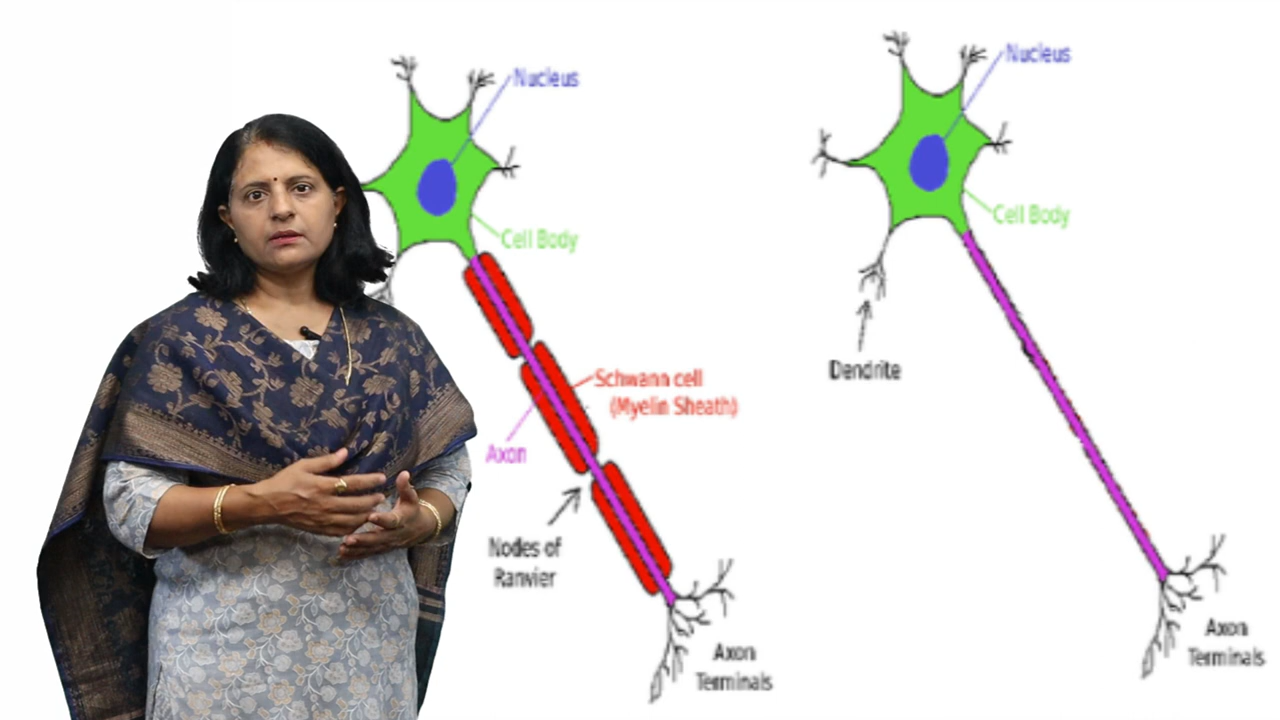 Nucleus
Cell Body
Schwann cell
(Myelin Sheath)
Axon
Nodes of
Ranvier
Axon
Terminals
Nucleus
Cell Body
Dendrite
Axon
Terminals